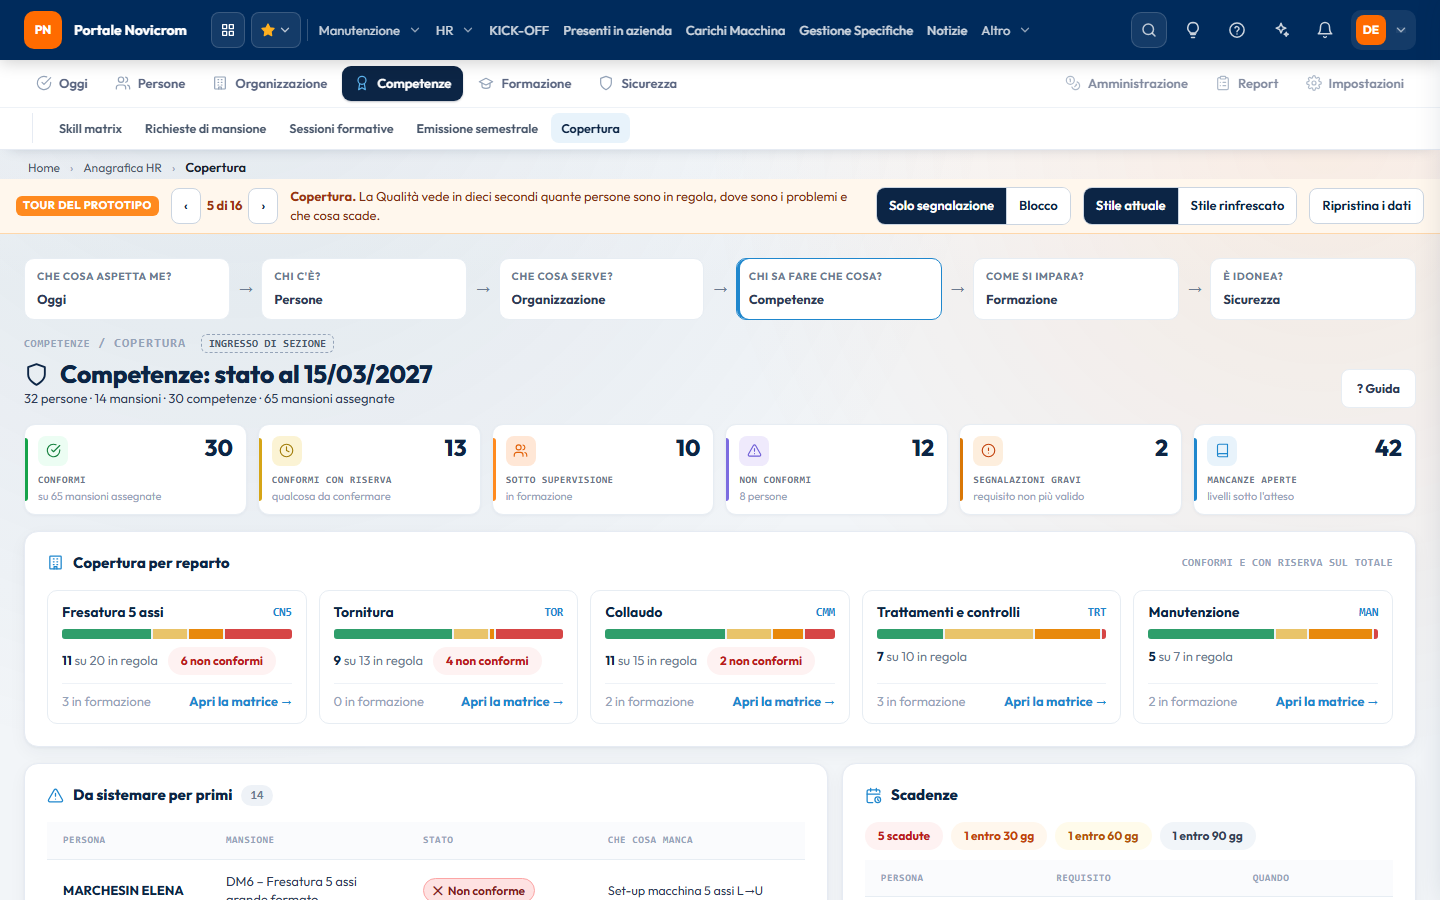 PN Portale Novicrom Manutenzione HR KICK-OFF Presenti in azienda Carichi Macchina Gestione Specifiche Notizie Altro DE
Oggi Persone Organizzazione Competenze Formazione Sicurezza Amministrazione Report Impostazioni
Skill matrix Richieste di mansione Sessioni formative Emissione semestrale Copertura
Home › Anagrafica HR › Copertura
TOUR DEL PROTOTIPO ‹ 5 di 16 › Copertura. La Qualità vede in dieci secondi quante persone sono in regola, dove sono i problemi e
che cosa scade.
Solo segnalazione Blocco Stile attuale Stile rinfrescato Ripristina i dati
CHE COSA ASPETTA ME?
Oggi
→
CHI C'È?
Persone
→
CHE COSA SERVE?
Organizzazione
→
CHI SA FARE CHE COSA?
Competenze
→
COME SI IMPARA?
Formazione
→
È IDONEA?
Sicurezza
COMPETENZE / COPERTURA INGRESSO DI SEZIONE
Competenze: stato al 15/03/2027
32 persone · 14 mansioni · 30 competenze · 65 mansioni assegnate
? Guida
30
CONFORMI
su 65 mansioni assegnate
13
CONFORMI CON RISERVA
qualcosa da confermare
10
SOTTO SUPERVISIONE
in formazione
12
NON CONFORMI
8 persone
2
SEGNALAZIONI GRAVI
requisito non più valido
42
MANCANZE APERTE
livelli sotto l'atteso
Copertura per reparto CONFORMI E CON RISERVA SUL TOTALE
Fresatura 5 assi CN5
11 su 20 in regola 6 non conformi
3 in formazione Apri la matrice →
Tornitura TOR
9 su 13 in regola 4 non conformi
0 in formazione Apri la matrice →
Collaudo CMM
11 su 15 in regola 2 non conformi
2 in formazione Apri la matrice →
Trattamenti e controlli TRT
7 su 10 in regola
3 in formazione Apri la matrice →
Manutenzione MAN
5 su 7 in regola
2 in formazione Apri la matrice →
Da sistemare per primi 14
PERSONA MANSIONE STATO CHE COSA MANCA
MARCHESIN ELENA DM6 – Fresatura 5 assi
grande formato Non conforme Set-up macchina 5 assi L→U
Scadenze
5 scadute 1 entro 30 gg 1 entro 60 gg 1 entro 90 gg
PERSONA REQUISITO QUANDO